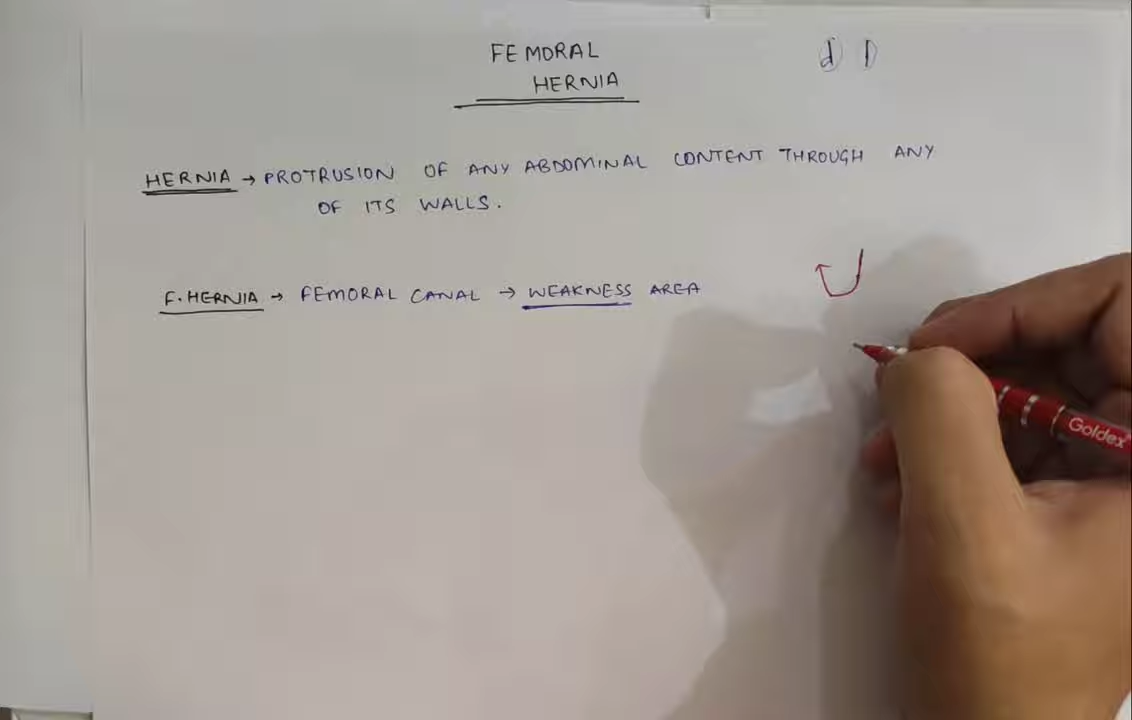 FEMORAL
HERNIA
HERNIA → PROTRUSION OF ANY ABDOMINAL CONTENT THROUGH ANY
OF ITS WALLS.
F. HERNIA → FEMORAL CANAL → WEAKNESS AREA
Goldex